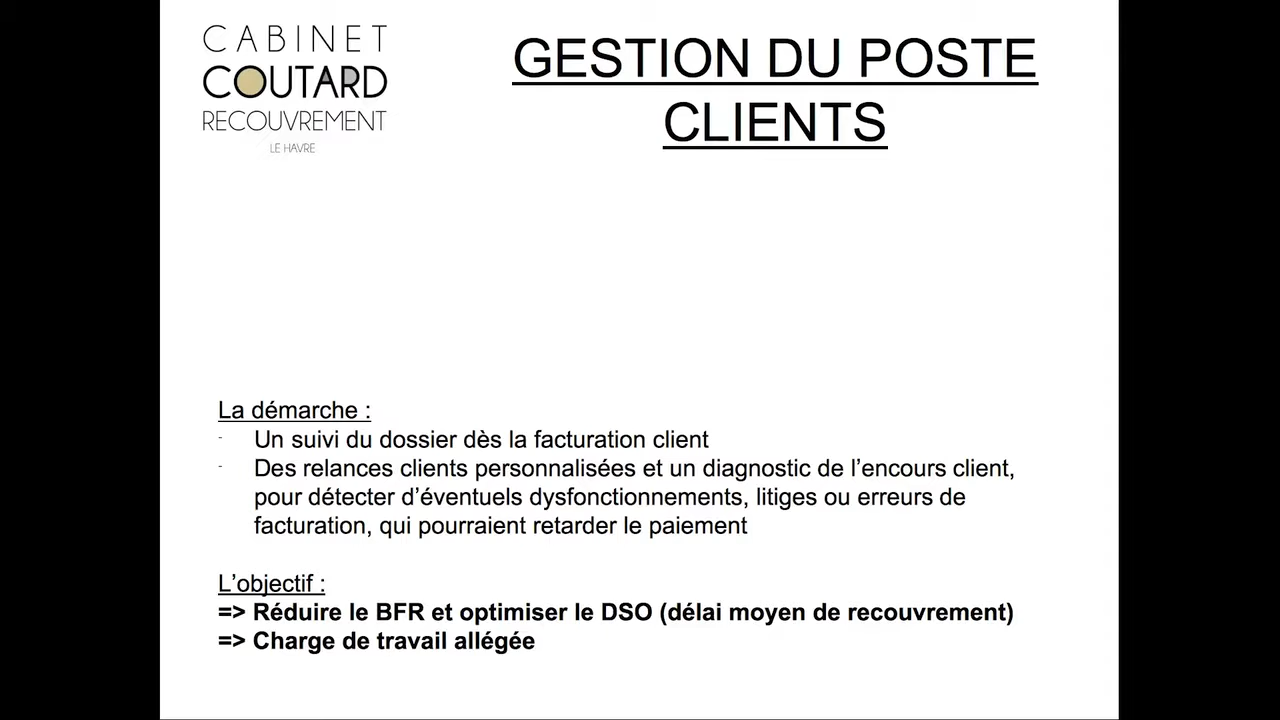 CABINET
COUTARD
RECOUVREMENT
LE HAVRE
GESTION DU POSTE
CLIENTS
La démarche :
- Un suivi du dossier dès la facturation client
- Des relances clients personnalisées et un diagnostic de l’encours client,
pour détecter d’éventuels dysfonctionnements, litiges ou erreurs de
facturation, qui pourraient retarder le paiement
L’objectif :
=> Réduire le BFR et optimiser le DSO (délai moyen de recouvrement)
=> Charge de travail allégée